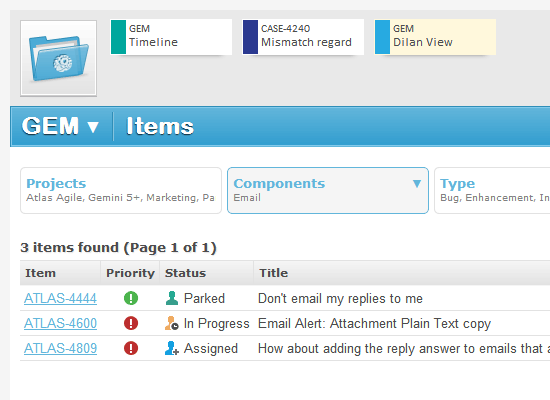 GEM
Timeline
CASE-4240
Mismatch regard
GEM
Dilan View
GEM ▼ Items
Projects
Atlas Agile, Gemini 5+, Marketing, Pa
Components ▼
Email
Type
Bug, Enhancement, In
3 items found (Page 1 of 1)
Item Priority Status Title
ATLAS-4444 Parked Don't email my replies to me
ATLAS-4600 In Progress Email Alert: Attachment Plain Text copy
ATLAS-4809 Assigned How about adding the reply answer to emails that a